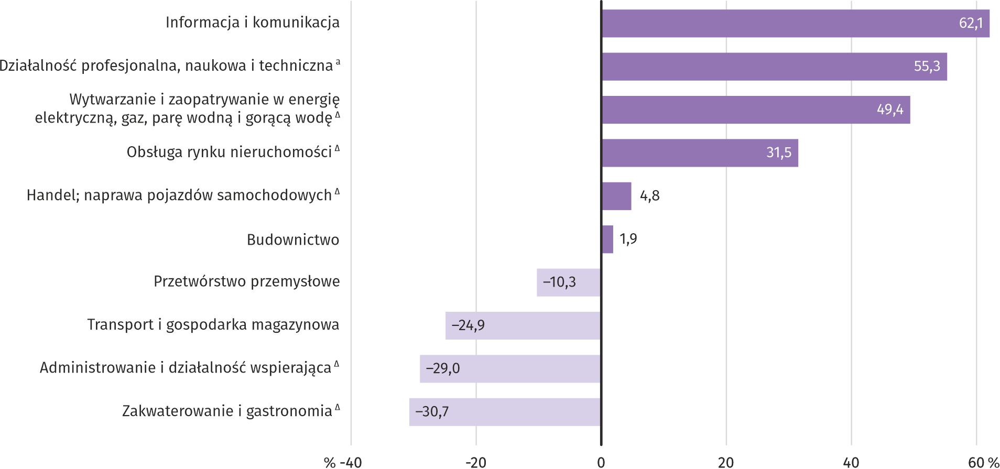 Informacja i komunikacja 62,1
Działalność profesjonalna, naukowa i techniczna ᵃ 55,3
Wytwarzanie i zaopatrywanie w energię
elektryczną, gaz, parę wodną i gorącą wodę Δ 49,4
Obsługa rynku nieruchomości Δ 31,5
Handel; naprawa pojazdów samochodowych Δ 4,8
Budownictwo 1,9
Przetwórstwo przemysłowe –10,3
Transport i gospodarka magazynowa –24,9
Administrowanie i działalność wspierająca Δ –29,0
Zakwaterowanie i gastronomia Δ –30,7
% -40 -20 0 20 40 60 %